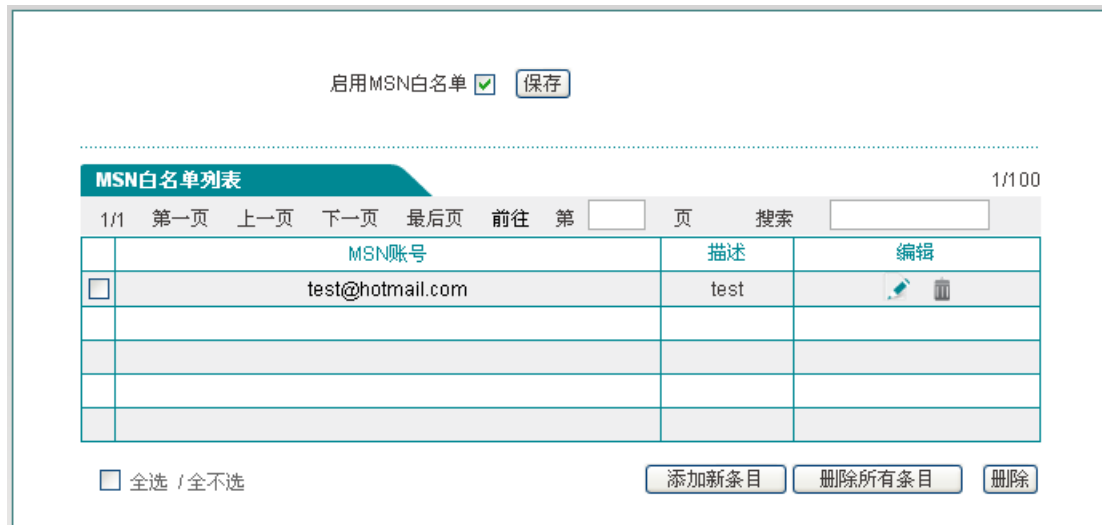 启用MSN白名单 保存
MSN白名单列表 1/100
1/1 第一页 上一页 下一页 最后页 前往 第 页 搜索
MSN账号 描述 编辑
test@hotmail.com test
全选 / 全不选 添加新条目 删除所有条目 删除